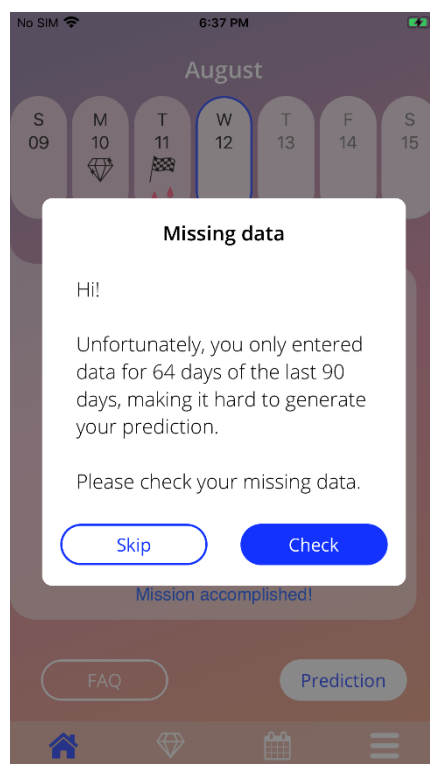 No SIM 6:37 PM
August
S M T W T F S
09 10 11 12 13 14 15
Missing data
Hi!
Unfortunately, you only entered
data for 64 days of the last 90
days, making it hard to generate
your prediction.
Please check your missing data.
Skip Check
Mission accomplished!
FAQ Prediction